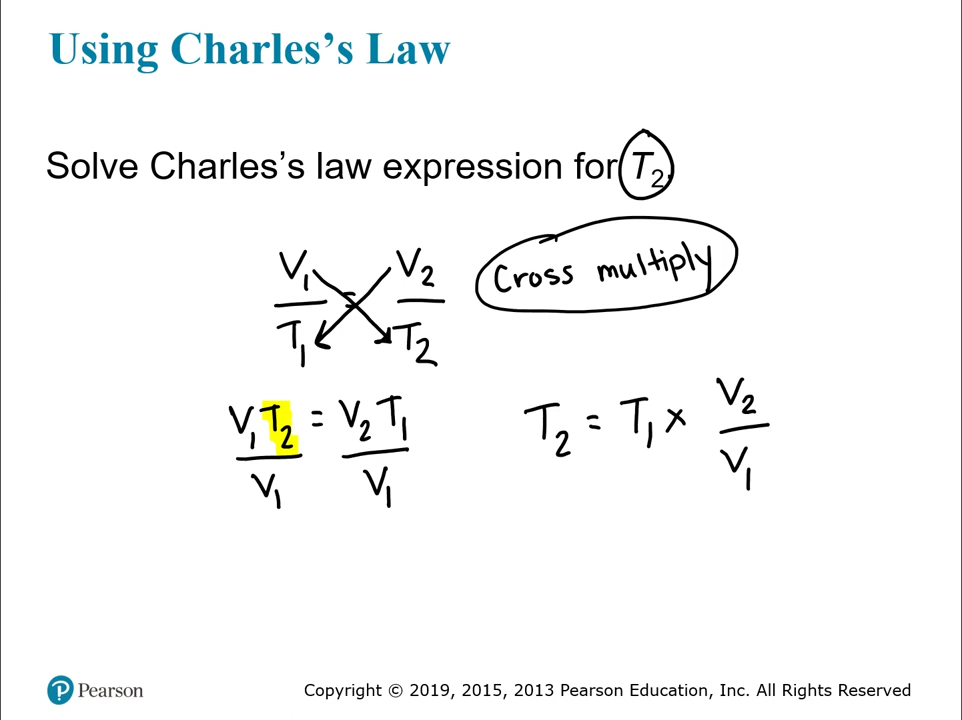 Using Charles's Law
Solve Charles's law expression for T₂.
V₁ = V₂
T₁ T₂
Cross multiply
V₁T₂ = V₂T₁
V₁ V₁
T₂ = T₁ × V₂
V₁
Pearson
Copyright © 2019, 2015, 2013 Pearson Education, Inc. All Rights Reserved